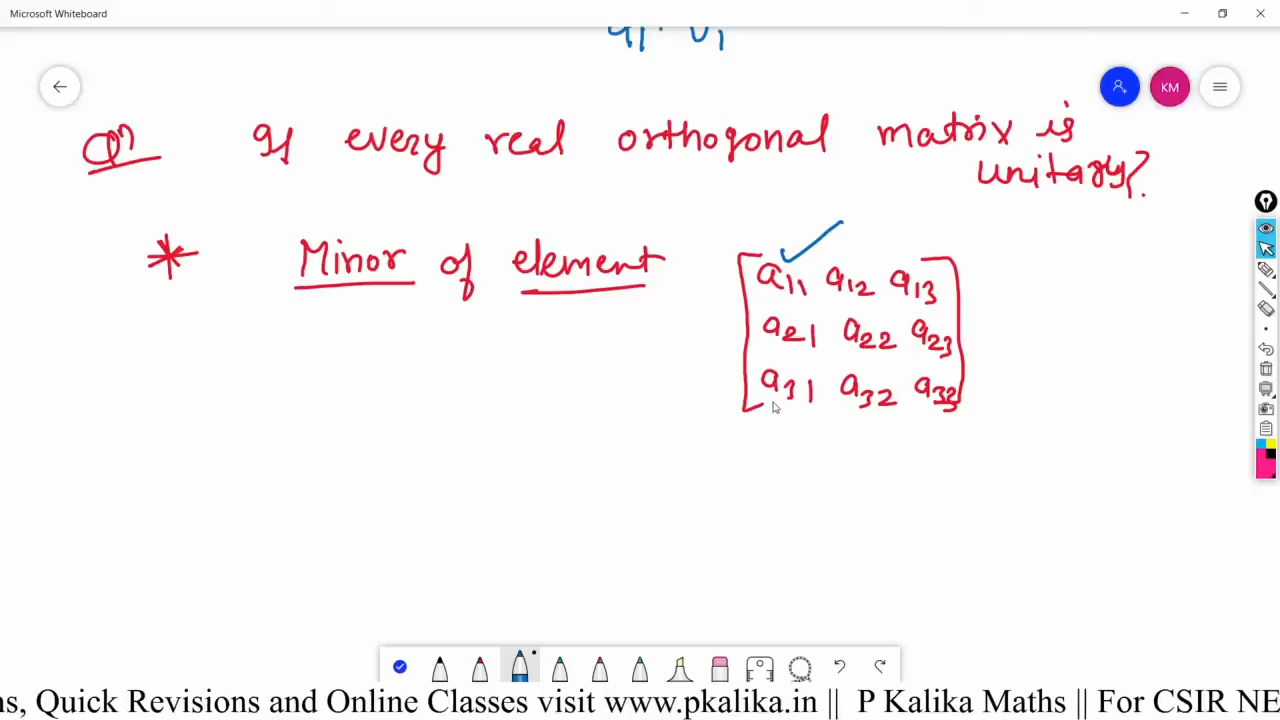 Microsoft Whiteboard
KM
Qn If every real orthogonal matrix is
unitary?
* Minor of element
a11 a12 a13
a21 a22 a23
a31 a32 a33
ns, Quick Revisions and Online Classes visit www.pkalika.in || P Kalika Maths || For CSIR NE